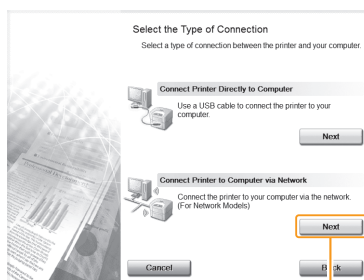 Select the Type of Connection
Select a type of connection between the printer and your computer.
Connect Printer Directly to Computer
Use a USB cable to connect the printer to your
computer.
Next
Connect Printer to Computer via Network
Connect the printer to your computer via the network.
(For Network Models)
Next
Cancel
Back